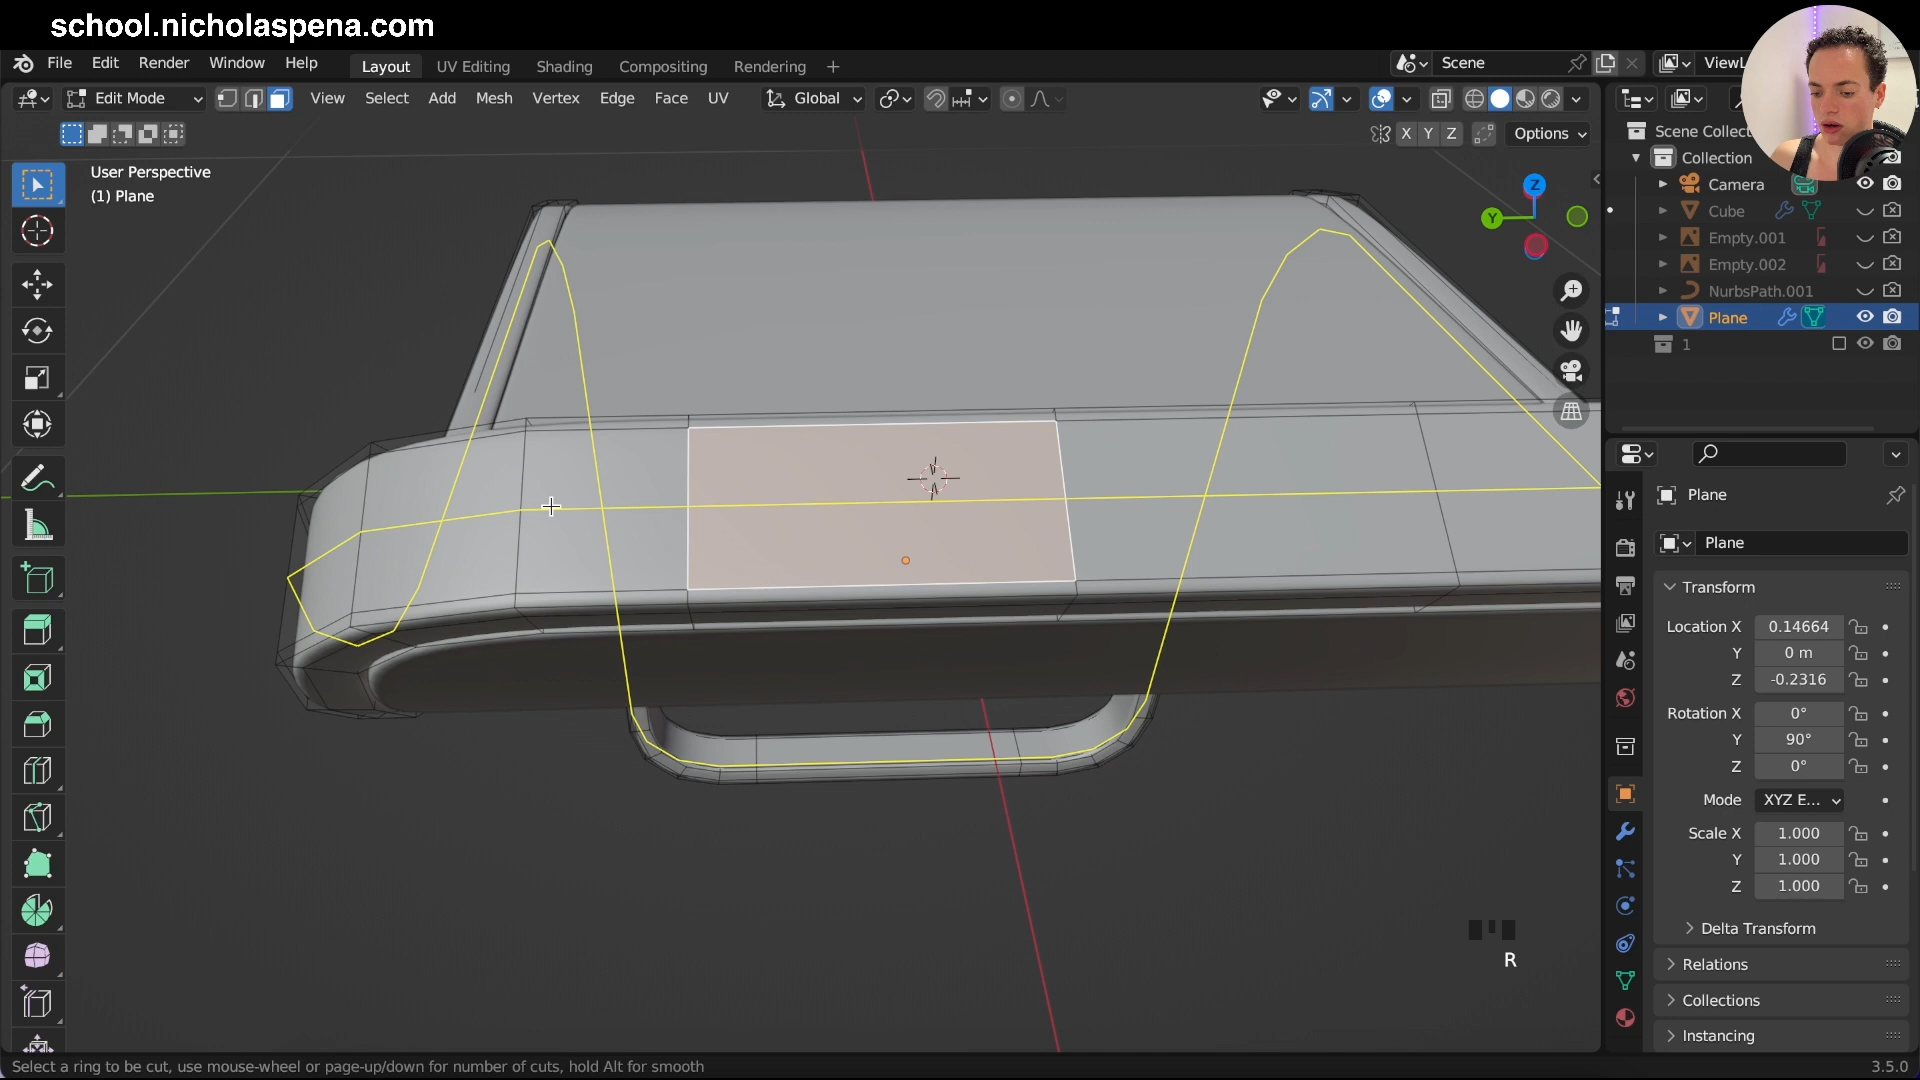 school.nicholaspena.com
File Edit Render Window Help Layout UV Editing Shading Compositing Rendering + Scene
Edit Mode View Select Add Mesh Vertex Edge Face UV Global
X Y Z Options
User Perspective
(1) Plane
Z
Y
R
Select a ring to be cut, use mouse-wheel or page-up/down for number of cuts, hold Alt for smooth
3.5.0
ViewL
Scene Collect
Collection
Camera
Cube
Empty.001
Empty.002
NurbsPath.001
Plane
1
Plane
Plane
Transform
Location X 0.14664
Y 0 m
Z -0.2316
Rotation X 0°
Y 90°
Z 0°
Mode XYZ E...
Scale X 1.000
Y 1.000
Z 1.000
Delta Transform
Relations
Collections
Instancing